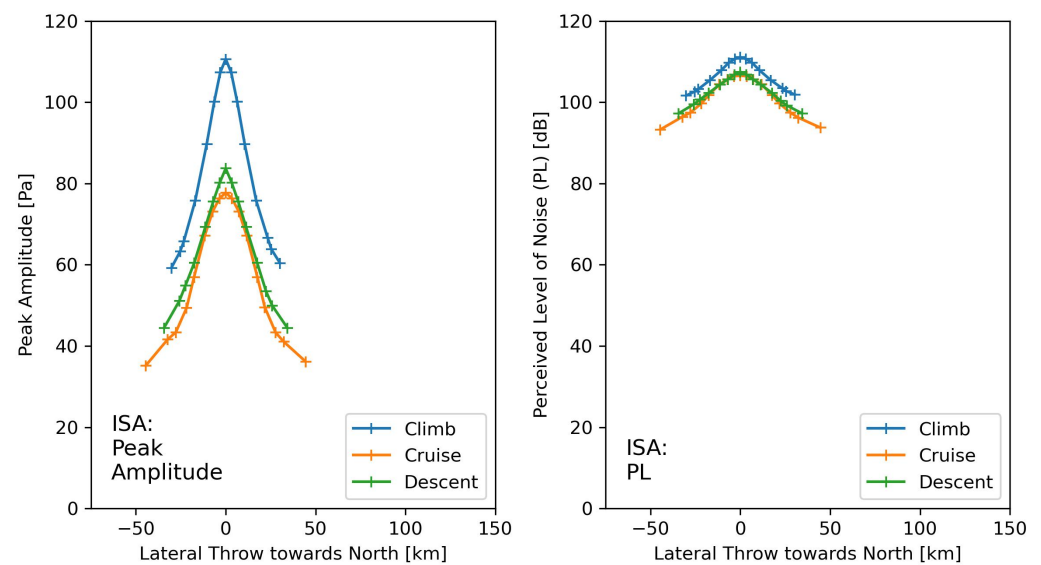 120
100
80
60
40
20
0
Peak Amplitude [Pa]
ISA:
Peak
Amplitude
Climb
Cruise
Descent
−50 0 50 100 150
Lateral Throw towards North [km]
120
100
80
60
40
20
0
Perceived Level of Noise (PL) [dB]
ISA:
PL
Climb
Cruise
Descent
−50 0 50 100 150
Lateral Throw towards North [km]